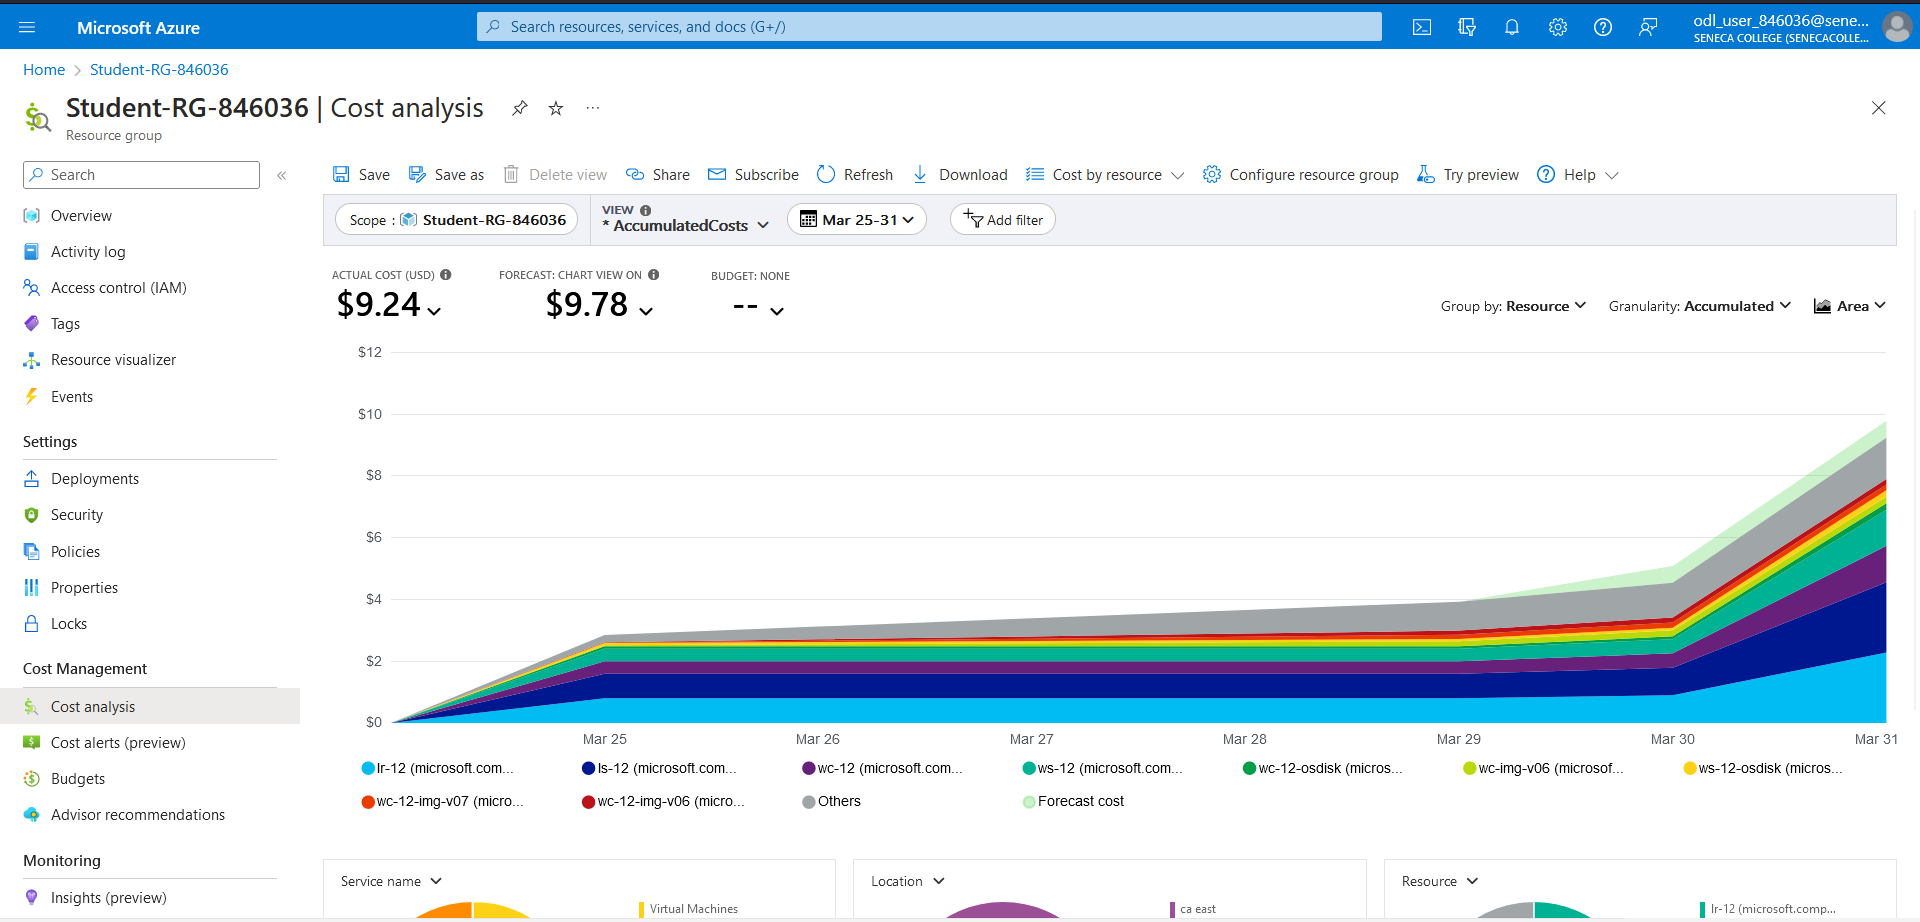 Microsoft Azure
Search resources, services, and docs (G+/)
odl_user_846036@sene...
SENECA COLLEGE (SENECACOLLE...
Home > Student-RG-846036
Student-RG-846036 | Cost analysis
Resource group
Search
Overview
Activity log
Access control (IAM)
Tags
Resource visualizer
Events
Settings
Deployments
Security
Policies
Properties
Locks
Cost Management
Cost analysis
Cost alerts (preview)
Budgets
Advisor recommendations
Monitoring
Insights (preview)
Save Save as Delete view Share Subscribe Refresh Download Cost by resource Configure resource group Try preview Help
Scope : Student-RG-846036
VIEW
* AccumulatedCosts
Mar 25-31
Add filter
ACTUAL COST (USD)
$9.24
FORECAST: CHART VIEW ON
$9.78
BUDGET: NONE
--
Group by: Resource Granularity: Accumulated Area
$12
$10
$8
$6
$4
$2
$0
Mar 25 Mar 26 Mar 27 Mar 28 Mar 29 Mar 30 Mar 31
lr-12 (microsoft.com... ls-12 (microsoft.com... wc-12 (microsoft.com... ws-12 (microsoft.com... wc-12-osdisk (micros... wc-img-v06 (microsof... ws-12-osdisk (micros...
wc-12-img-v07 (micro... wc-12-img-v06 (micro... Others Forecast cost
Service name
Virtual Machines
Location
ca east
Resource
lr-12 (microsoft.comp...